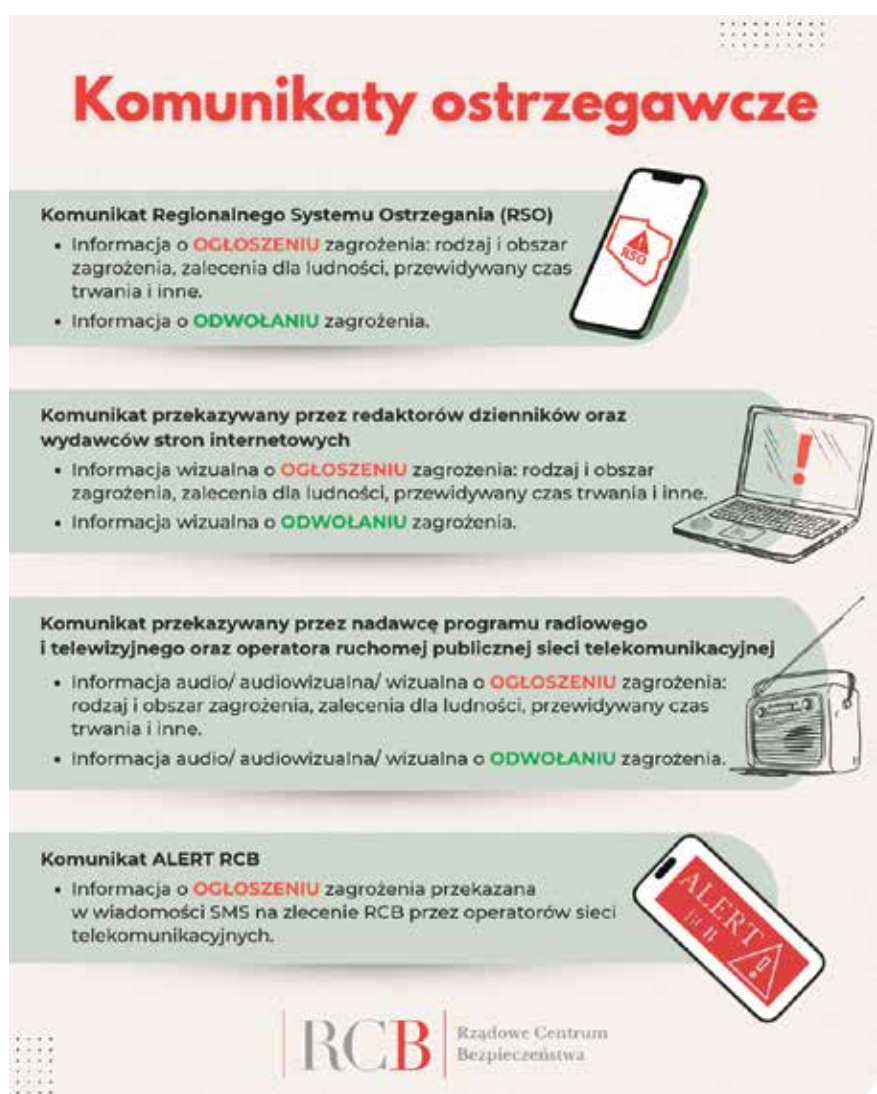 Komunikaty ostrzegawcze
Komunikat Regionalnego Systemu Ostrzegania (RSO)
• Informacja o OGŁOSZENIU zagrożenia: rodzaj i obszar
zagrożenia, zalecenia dla ludności, przewidywany czas
trwania i inne.
• Informacja o ODWOŁANIU zagrożenia.
RSO
Komunikat przekazywany przez redaktorów dzienników oraz
wydawców stron internetowych
• Informacja wizualna o OGŁOSZENIU zagrożenia: rodzaj i obszar
zagrożenia, zalecenia dla ludności, przewidywany czas trwania i inne.
• Informacja wizualna o ODWOŁANIU zagrożenia.
!
Komunikat przekazywany przez nadawcę programu radiowego
i telewizyjnego oraz operatora ruchomej publicznej sieci telekomunikacyjnej
• Informacja audio/ audiowizualna/ wizualna o OGŁOSZENIU zagrożenia:
rodzaj i obszar zagrożenia, zalecenia dla ludności, przewidywany czas
trwania i inne.
• Informacja audio/ audiowizualna/ wizualna o ODWOŁANIU zagrożenia.
Komunikat ALERT RCB
• Informacja o OGŁOSZENIU zagrożenia przekazana
w wiadomości SMS na zlecenie RCB przez operatorów sieci
telekomunikacyjnych.
ALERT
RCB
RCB
Rządowe Centrum
Bezpieczeństwa